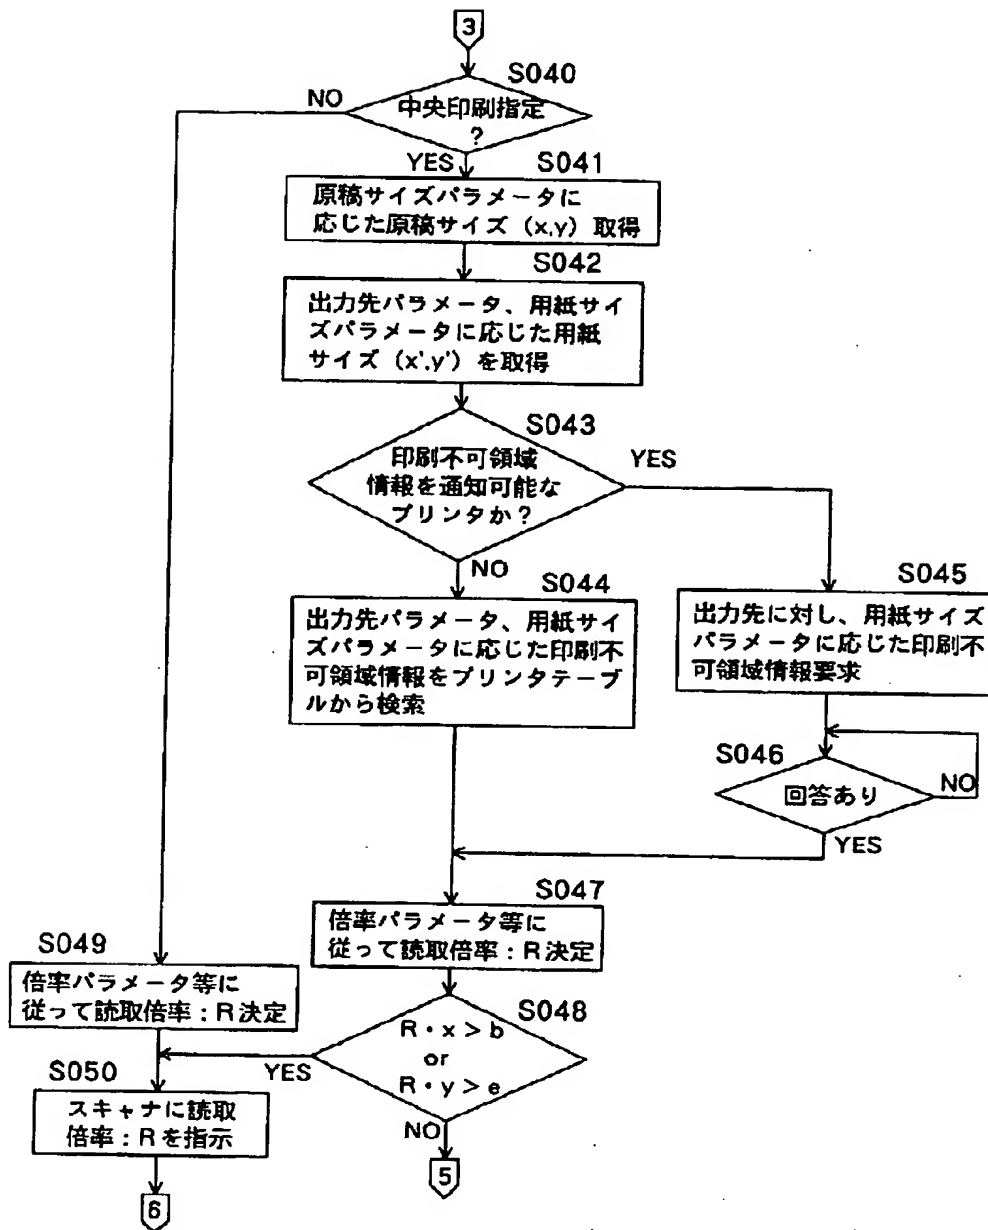 3
S040
NO
中央印刷指定
?
YES
S041
原稿サイズパラメータに
応じた原稿サイズ (x,y) 取得
S042
出力先パラメータ、用紙サイ
ズパラメータに応じた用紙
サイズ (x',y') を取得
S043
印刷不可領域
情報を通知可能な
プリンタか?
YES
NO
S044
出力先パラメータ、用紙サイ
ズパラメータに応じた印刷不
可領域情報をプリンタテーブ
ルから検索
S045
出力先に対し、用紙サイズ
パラメータに応じた印刷不
可領域情報要求
S046
回答あり
NO
YES
S047
倍率パラメータ等に
従って読取倍率:R決定
S049
倍率パラメータ等に
従って読取倍率:R決定
S048
R・x>b
or
R・y>e
YES
NO
S050
スキャナに読取
倍率:Rを指示
5
6